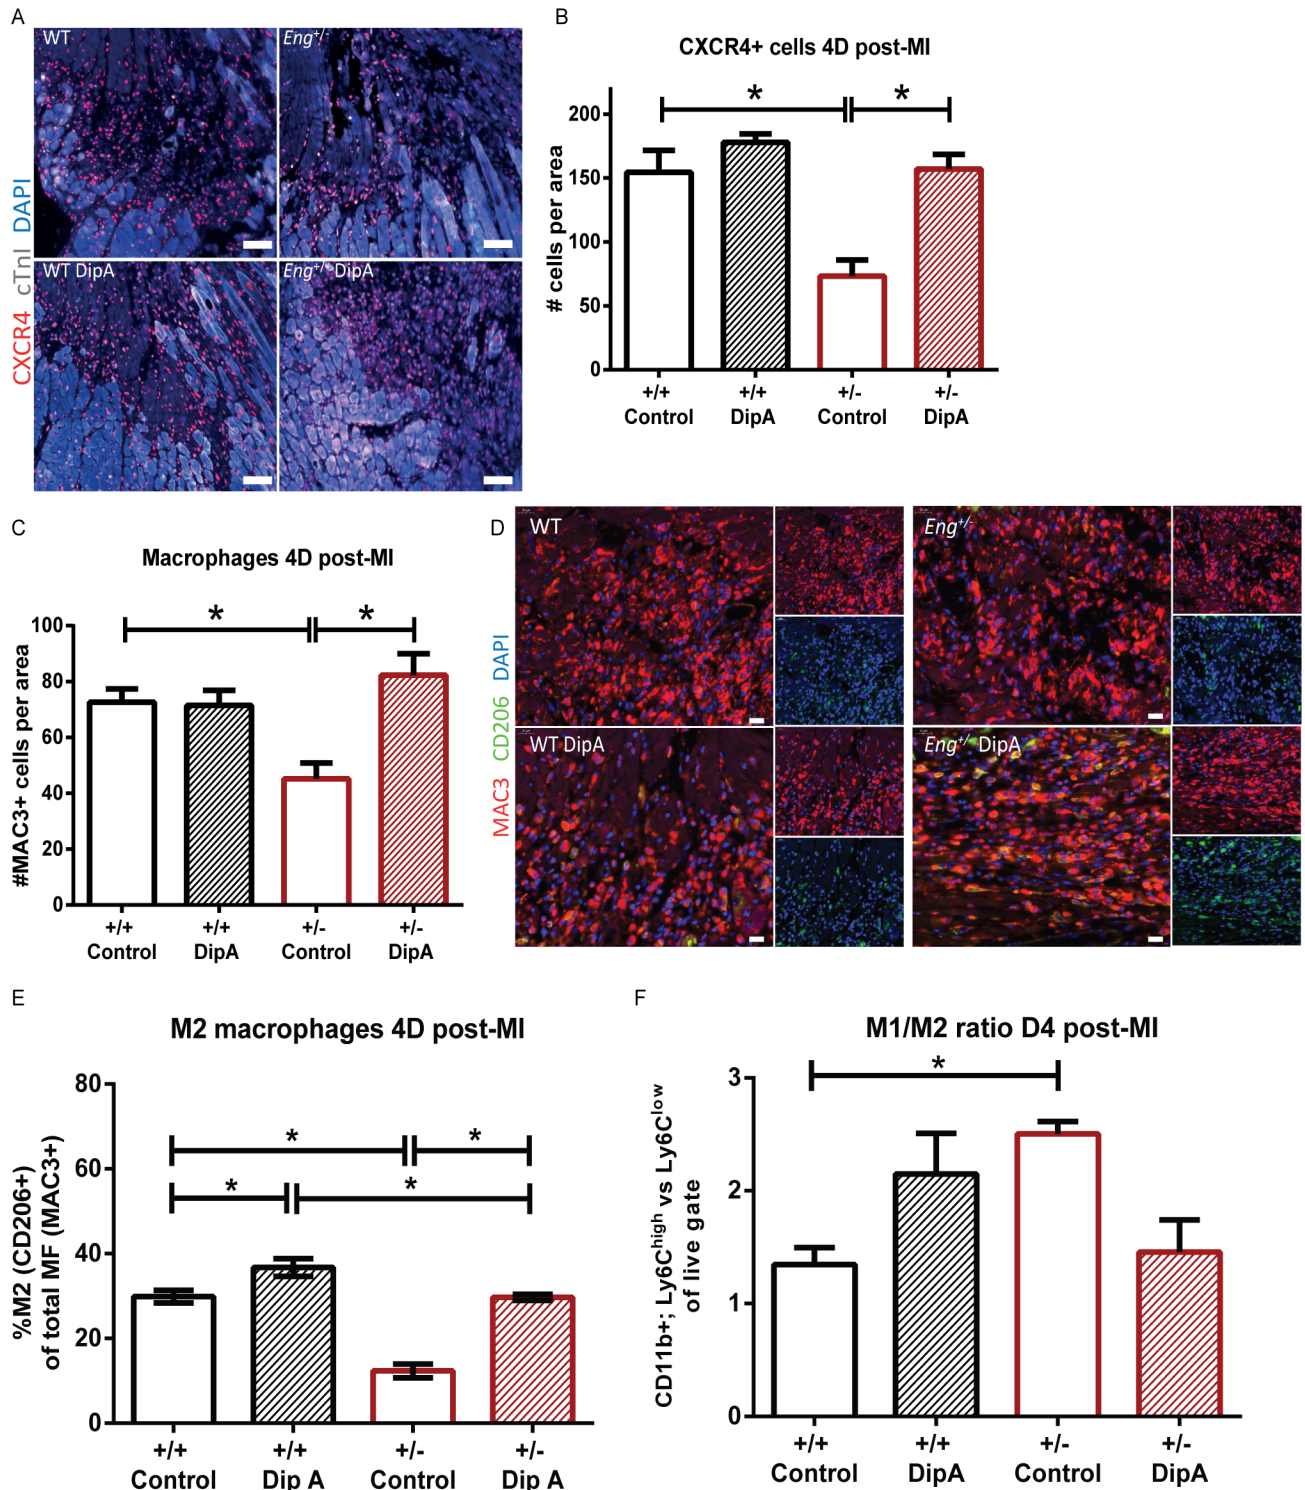 A
WT
Eng+/-
WT DipA
Eng+/- DipA
CXCR4 cTnI DAPI
B
CXCR4+ cells 4D post-MI
# cells per area
200
150
100
50
0
*
*
+/+ Control
+/+ DipA
+/- Control
+/- DipA
C
Macrophages 4D post-MI
#MAC3+ cells per area
100
80
60
40
20
0
*
*
+/+ Control
+/+ DipA
+/- Control
+/- DipA
D
WT
Eng+/-
WT DipA
Eng+/- DipA
MAC3 CD206 DAPI
E
M2 macrophages 4D post-MI
%M2 (CD206+)
of total MF (MAC3+)
80
60
40
20
0
*
*
*
*
+/+ Control
+/+ Dip A
+/- Control
+/- Dip A
F
M1/M2 ratio D4 post-MI
CD11b+; Ly6Chigh vs Ly6Clow
of live gate
3
2
1
0
*
+/+ Control
+/+ DipA
+/- Control
+/- DipA